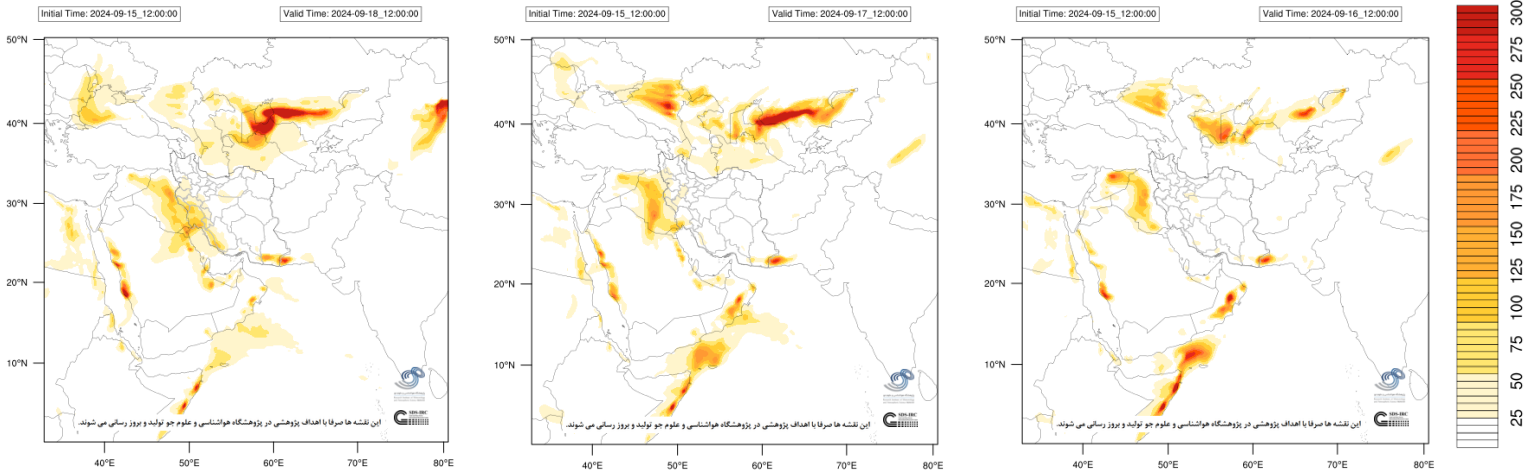 Initial Time: 2024-09-15_12:00:00 Valid Time: 2024-09-18_12:00:00
50°N
40°N
30°N
20°N
10°N
SDS-IRC
این نقشه ها صرفا با اهداف پژوهشی در پژوهشگاه هواشناسی و علوم جو تولید و بروز رسانی می شوند.
40°E 50°E 60°E 70°E 80°E
Initial Time: 2024-09-15_12:00:00 Valid Time: 2024-09-17_12:00:00
50°N
40°N
30°N
20°N
10°N
SDS-IRC
این نقشه ها صرفا با اهداف پژوهشی در پژوهشگاه هواشناسی و علوم جو تولید و بروز رسانی می شوند.
40°E 50°E 60°E 70°E 80°E
Initial Time: 2024-09-15_12:00:00 Valid Time: 2024-09-16_12:00:00
50°N
40°N
30°N
20°N
10°N
SDS-IRC
این نقشه ها صرفا با اهداف پژوهشی در پژوهشگاه هواشناسی و علوم جو تولید و بروز رسانی می شوند.
40°E 50°E 60°E 70°E 80°E
300
275
250
225
200
175
150
125
100
75
50
25